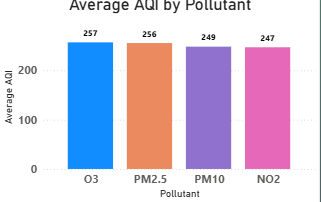 Average AQI by Pollutant
257 256 249 247
200
100
0
Average AQI
O3 PM2.5 PM10 NO2
Pollutant